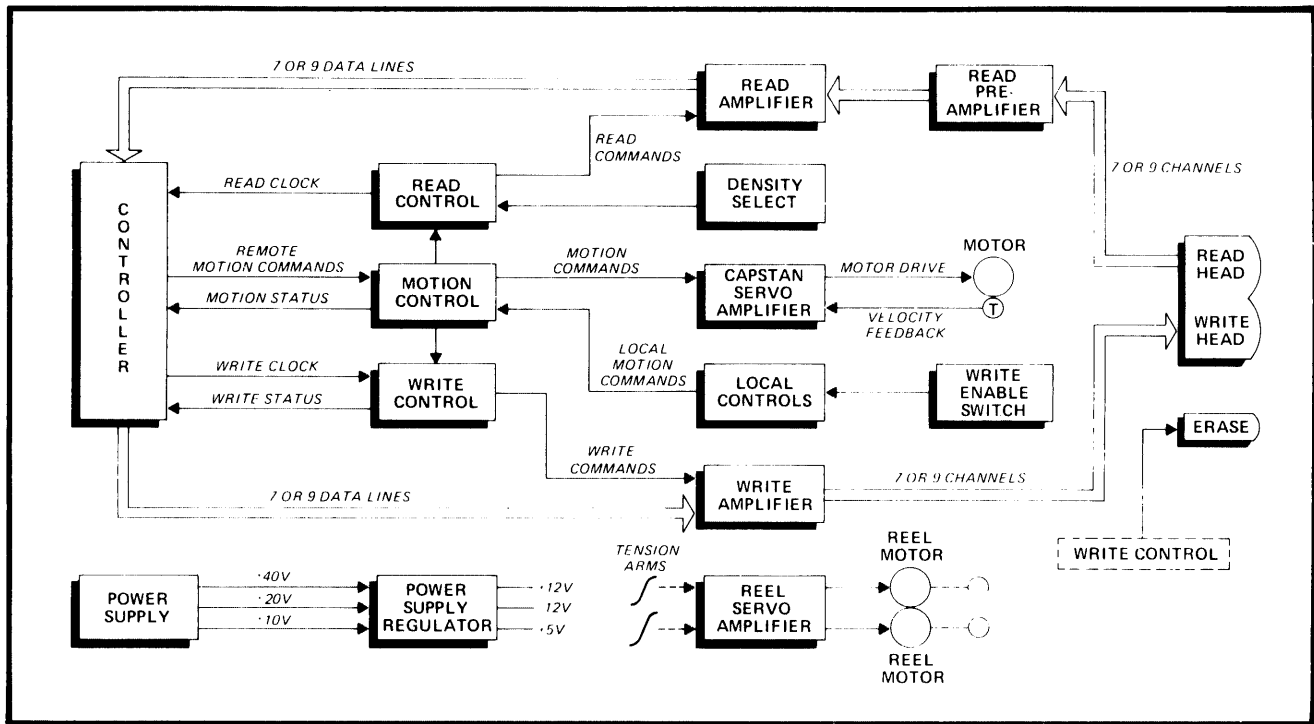 7 OR 9 DATA LINES
READ
AMPLIFIER
READ
PRE-
AMPLIFIER
READ
COMMANDS
7 OR 9 CHANNELS
CONTROLLER
READ CLOCK
READ
CONTROL
DENSITY
SELECT
REMOTE
MOTION COMMANDS
MOTION STATUS
MOTION
CONTROL
MOTION
COMMANDS
CAPSTAN
SERVO
AMPLIFIER
MOTOR DRIVE
MOTOR
T
VELOCITY
FEEDBACK
READ
HEAD
WRITE
HEAD
WRITE CLOCK
WRITE STATUS
WRITE
CONTROL
LOCAL
MOTION
COMMANDS
LOCAL
CONTROLS
WRITE
ENABLE
SWITCH
ERASE
WRITE
COMMANDS
7 OR 9 DATA LINES
WRITE
AMPLIFIER
7 OR 9 CHANNELS
WRITE CONTROL
POWER
SUPPLY
·40V
·20V
·10V
POWER
SUPPLY
REGULATOR
·12V
12V
·5V
TENSION
ARMS
REEL
SERVO
AMPLIFIER
REEL
MOTOR
REEL
MOTOR